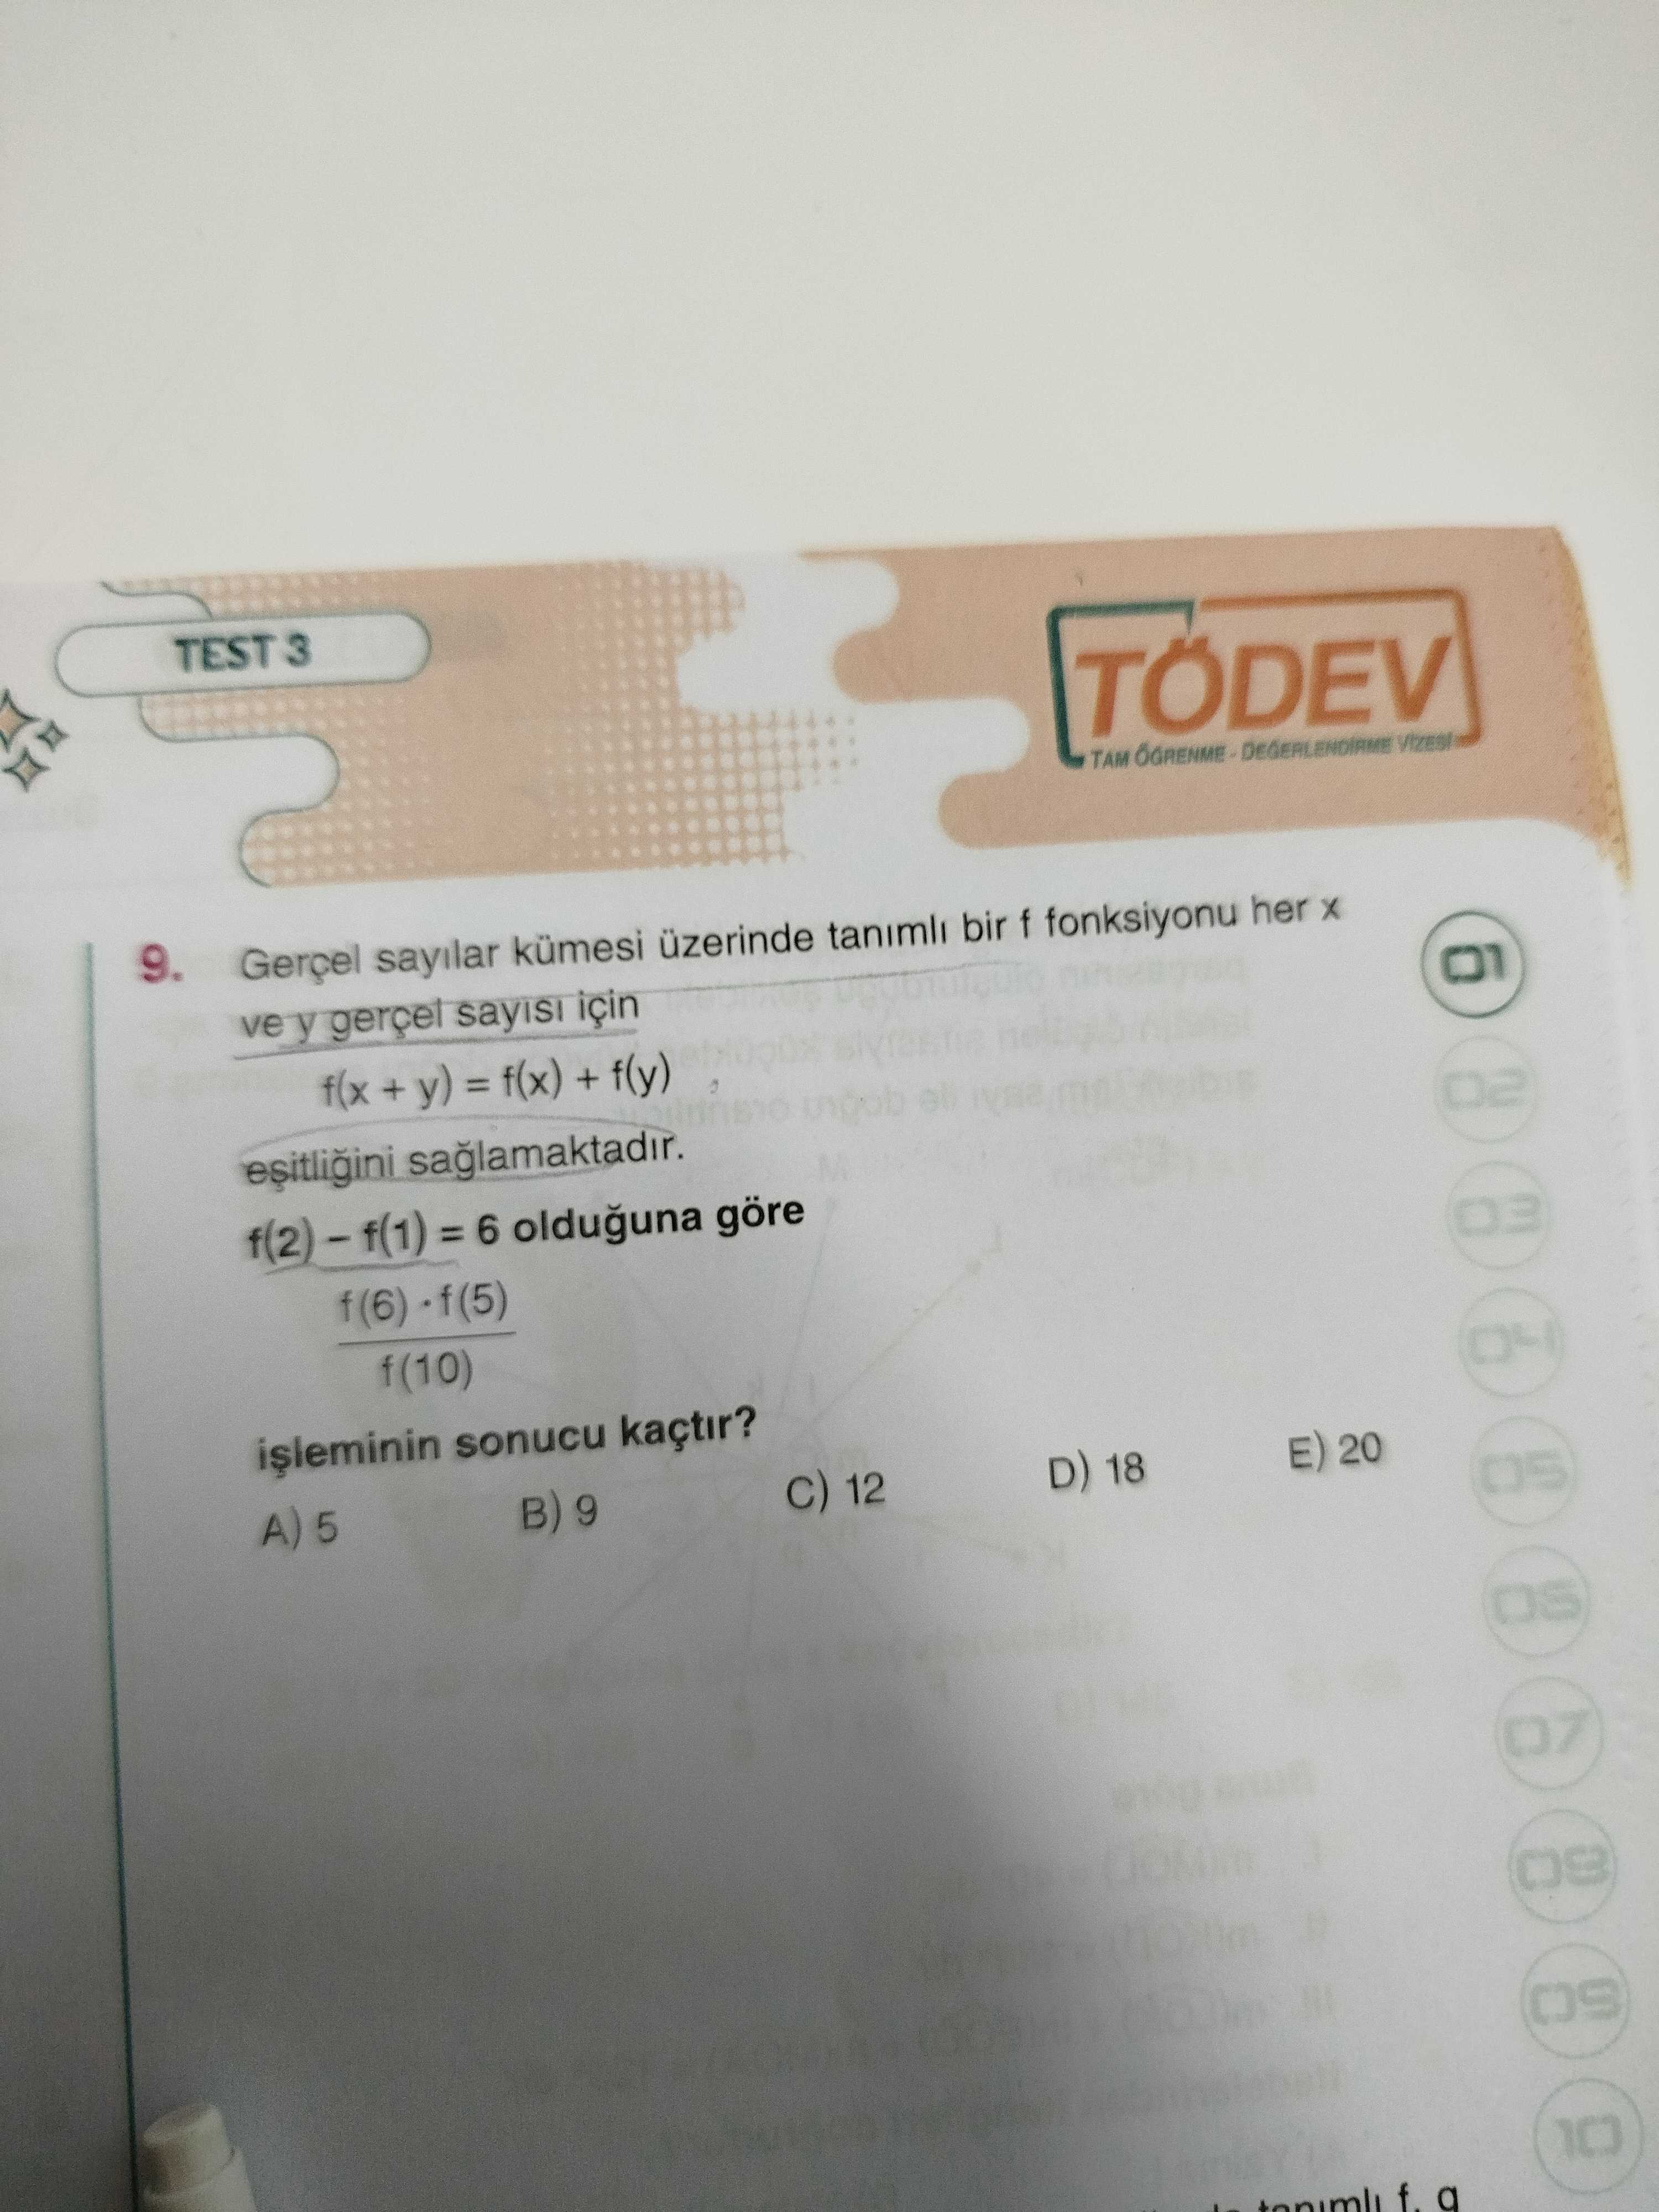 TEST 3
TÖDEV
TAM ÖĞRENME - DEĞERLENDİRME VİZESİ
9. Gerçel sayılar kümesi üzerinde tanımlı bir f fonksiyonu her x
ve y gerçel sayısı için
f(x + y) = f(x) + f(y)
eşitliğini sağlamaktadır.
f(2) – f(1) = 6 olduğuna göre
f(6) · f(5)
f(10)
işleminin sonucu kaçtır?
A) 5 B) 9 C) 12 D) 18 E) 20
01
02
03
04
05
06
07
08
09
10
tanımlı f, g